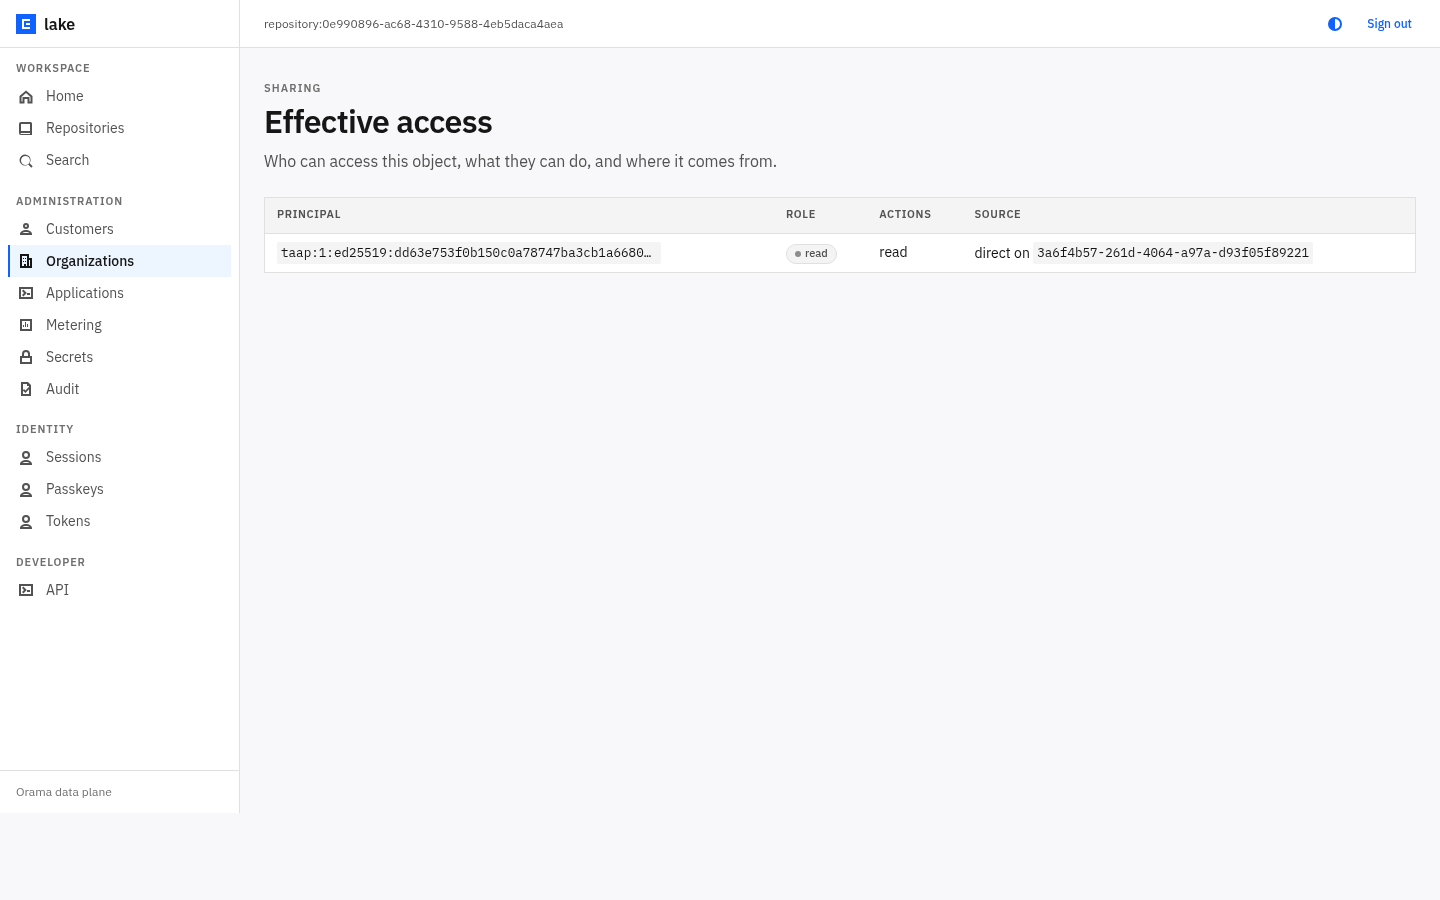 lake
repository:0e990896-ac68-4310-9588-4eb5daca4aea
Sign out
WORKSPACE
Home
Repositories
Search
ADMINISTRATION
Customers
Organizations
Applications
Metering
Secrets
Audit
IDENTITY
Sessions
Passkeys
Tokens
DEVELOPER
API
Orama data plane
SHARING
Effective access
Who can access this object, what they can do, and where it comes from.
PRINCIPAL ROLE ACTIONS SOURCE
taap:1:ed25519:dd63e753f0b150c0a78747ba3cb1a6680… read read direct on 3a6f4b57-261d-4064-a97a-d93f05f89221